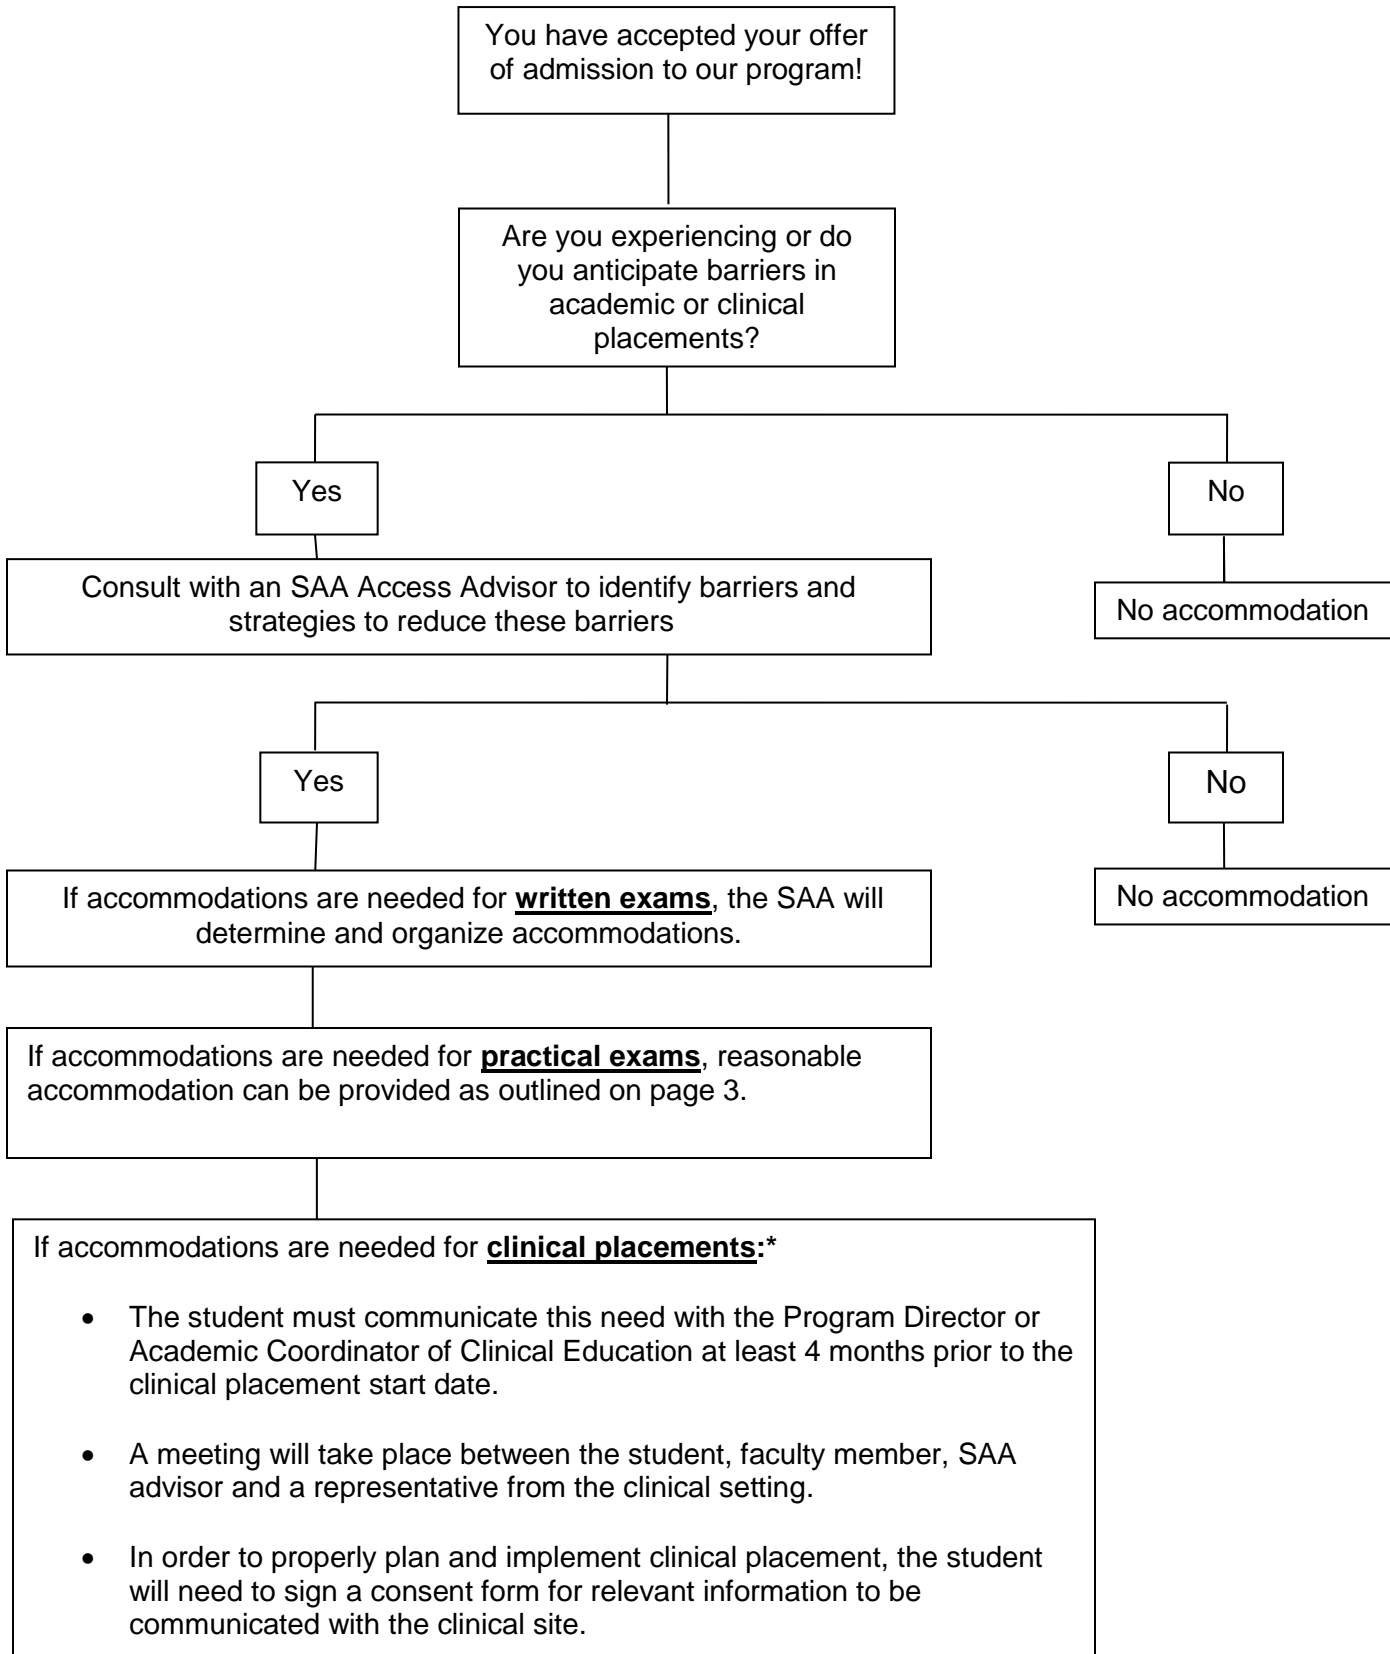 You have accepted your offer
of admission to our program!
Are you experiencing or do
you anticipate barriers in
academic or clinical
placements?
Yes
No
Consult with an SAA Access Advisor to identify barriers and
strategies to reduce these barriers
No accommodation
Yes
No
If accommodations are needed for written exams, the SAA will
determine and organize accommodations.
No accommodation
If accommodations are needed for practical exams, reasonable
accommodation can be provided as outlined on page 3.
If accommodations are needed for clinical placements:*
• The student must communicate this need with the Program Director or
Academic Coordinator of Clinical Education at least 4 months prior to the
clinical placement start date.
• A meeting will take place between the student, faculty member, SAA
advisor and a representative from the clinical setting.
• In order to properly plan and implement clinical placement, the student
will need to sign a consent form for relevant information to be
communicated with the clinical site.